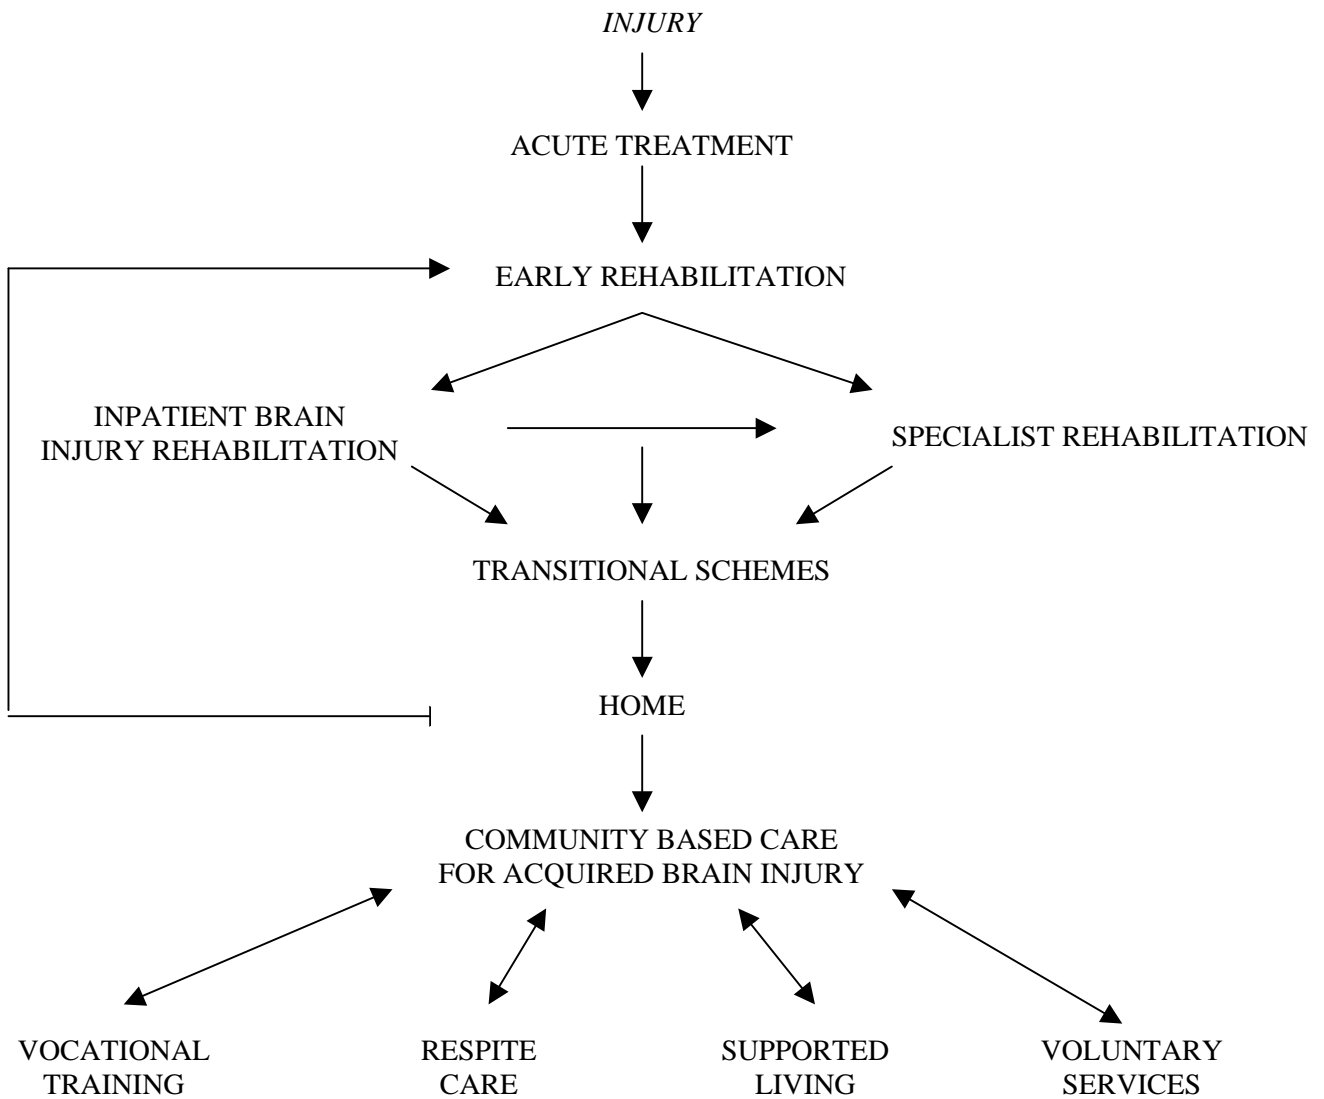 INJURY
ACUTE TREATMENT
EARLY REHABILITATION
INPATIENT BRAIN
INJURY REHABILITATION
SPECIALIST REHABILITATION
TRANSITIONAL SCHEMES
HOME
COMMUNITY BASED CARE
FOR ACQUIRED BRAIN INJURY
VOCATIONAL
TRAINING
RESPITE
CARE
SUPPORTED
LIVING
VOLUNTARY
SERVICES